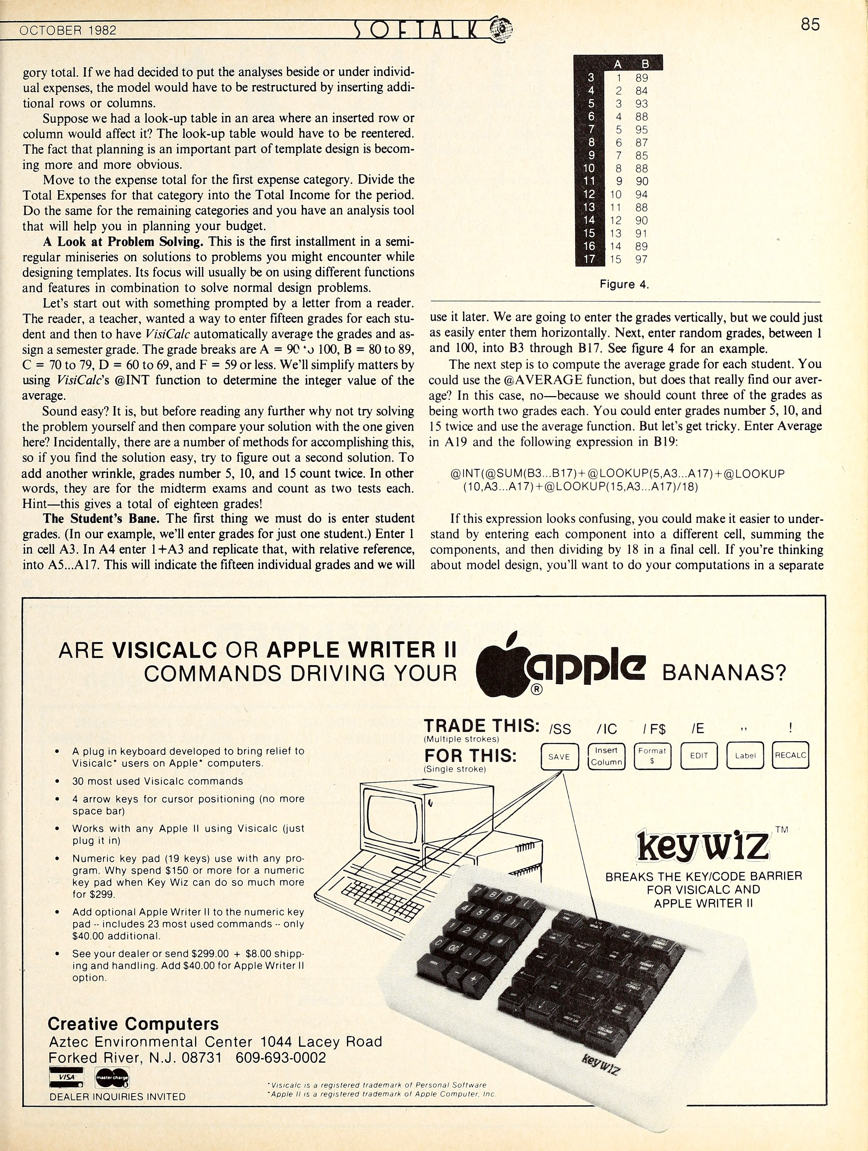 OCTOBER 1982
SOFTALK
85
gory total. If we had decided to put the analyses beside or under individ-
ual expenses, the model would have to be restructured by inserting addi-
tional rows or columns.
Suppose we had a look-up table in an area where an inserted row or
column would affect it? The look-up table would have to be reentered.
The fact that planning is an important part of template design is becom-
ing more and more obvious.
Move to the expense total for the first expense category. Divide the
Total Expenses for that category into the Total Income for the period.
Do the same for the remaining categories and you have an analysis tool
that will help you in planning your budget.
A Look at Problem Solving. This is the first installment in a semi-
regular miniseries on solutions to problems you might encounter while
designing templates. Its focus will usually be on using different functions
and features in combination to solve normal design problems.
Let's start out with something prompted by a letter from a reader.
The reader, a teacher, wanted a way to enter fifteen grades for each stu-
dent and then to have VisiCalc automatically average the grades and as-
sign a semester grade. The grade breaks are A = 90 to 100, B = 80 to 89,
C = 70 to 79, D = 60 to 69, and F = 59 or less. We'll simplify matters by
using VisiCalc's @INT function to determine the integer value of the
average.
Sound easy? It is, but before reading any further why not try solving
the problem yourself and then compare your solution with the one given
here? Incidentally, there are a number of methods for accomplishing this,
so if you find the solution easy, try to figure out a second solution. To
add another wrinkle, grades number 5, 10, and 15 count twice. In other
words, they are for the midterm exams and count as two tests each.
Hint—this gives a total of eighteen grades!
The Student's Bane. The first thing we must do is enter student
grades. (In our example, we'll enter grades for just one student.) Enter 1
in cell A3. In A4 enter 1+A3 and replicate that, with relative reference,
into A5...A17. This will indicate the fifteen individual grades and we will
A B
3 1 89
4 2 84
5 3 93
6 4 88
7 5 95
8 6 87
9 7 85
10 8 88
11 9 90
12 10 94
13 11 88
14 12 90
15 13 91
16 14 89
17 15 97
Figure 4.
use it later. We are going to enter the grades vertically, but we could just
as easily enter them horizontally. Next, enter random grades, between 1
and 100, into B3 through B17. See figure 4 for an example.
The next step is to compute the average grade for each student. You
could use the @AVERAGE function, but does that really find our aver-
age? In this case, no—because we should count three of the grades as
being worth two grades each. You could enter grades number 5, 10, and
15 twice and use the average function. But let's get tricky. Enter Average
in A19 and the following expression in B19:
@INT(@SUM(B3...B17)+@LOOKUP(5,A3...A17)+@LOOKUP
(10,A3...A17)+@LOOKUP(15,A3...A17)/18)
If this expression looks confusing, you could make it easier to under-
stand by entering each component into a different cell, summing the
components, and then dividing by 18 in a final cell. If you're thinking
about model design, you'll want to do your computations in a separate
ARE VISICALC OR APPLE WRITER II
COMMANDS DRIVING YOUR apple® BANANAS?
TRADE THIS: /SS /IC /F$ /E " !
(Multiple strokes)
FOR THIS: SAVE Insert Column Format $ EDIT Label RECALC
(Single stroke)
• A plug in keyboard developed to bring relief to
Visicalc* users on Apple* computers.
• 30 most used Visicalc commands
• 4 arrow keys for cursor positioning (no more
space bar)
• Works with any Apple II using Visicalc (just
plug it in)
• Numeric key pad (19 keys) use with any pro-
gram. Why spend $150 or more for a numeric
key pad when Key Wiz can do so much more
for $299.
• Add optional Apple Writer II to the numeric key
pad -- includes 23 most used commands -- only
$40.00 additional.
• See your dealer or send $299.00 + $8.00 shipp-
ing and handling. Add $40.00 for Apple Writer II
option.
keywiz™
BREAKS THE KEY/CODE BARRIER
FOR VISICALC AND
APPLE WRITER II
keywiz
Creative Computers
Aztec Environmental Center 1044 Lacey Road
Forked River, N.J. 08731 609-693-0002
VISA master charge
DEALER INQUIRIES INVITED
*Visicalc is a registered trademark of Personal Software
*Apple II is a registered trademark of Apple Computer, Inc.